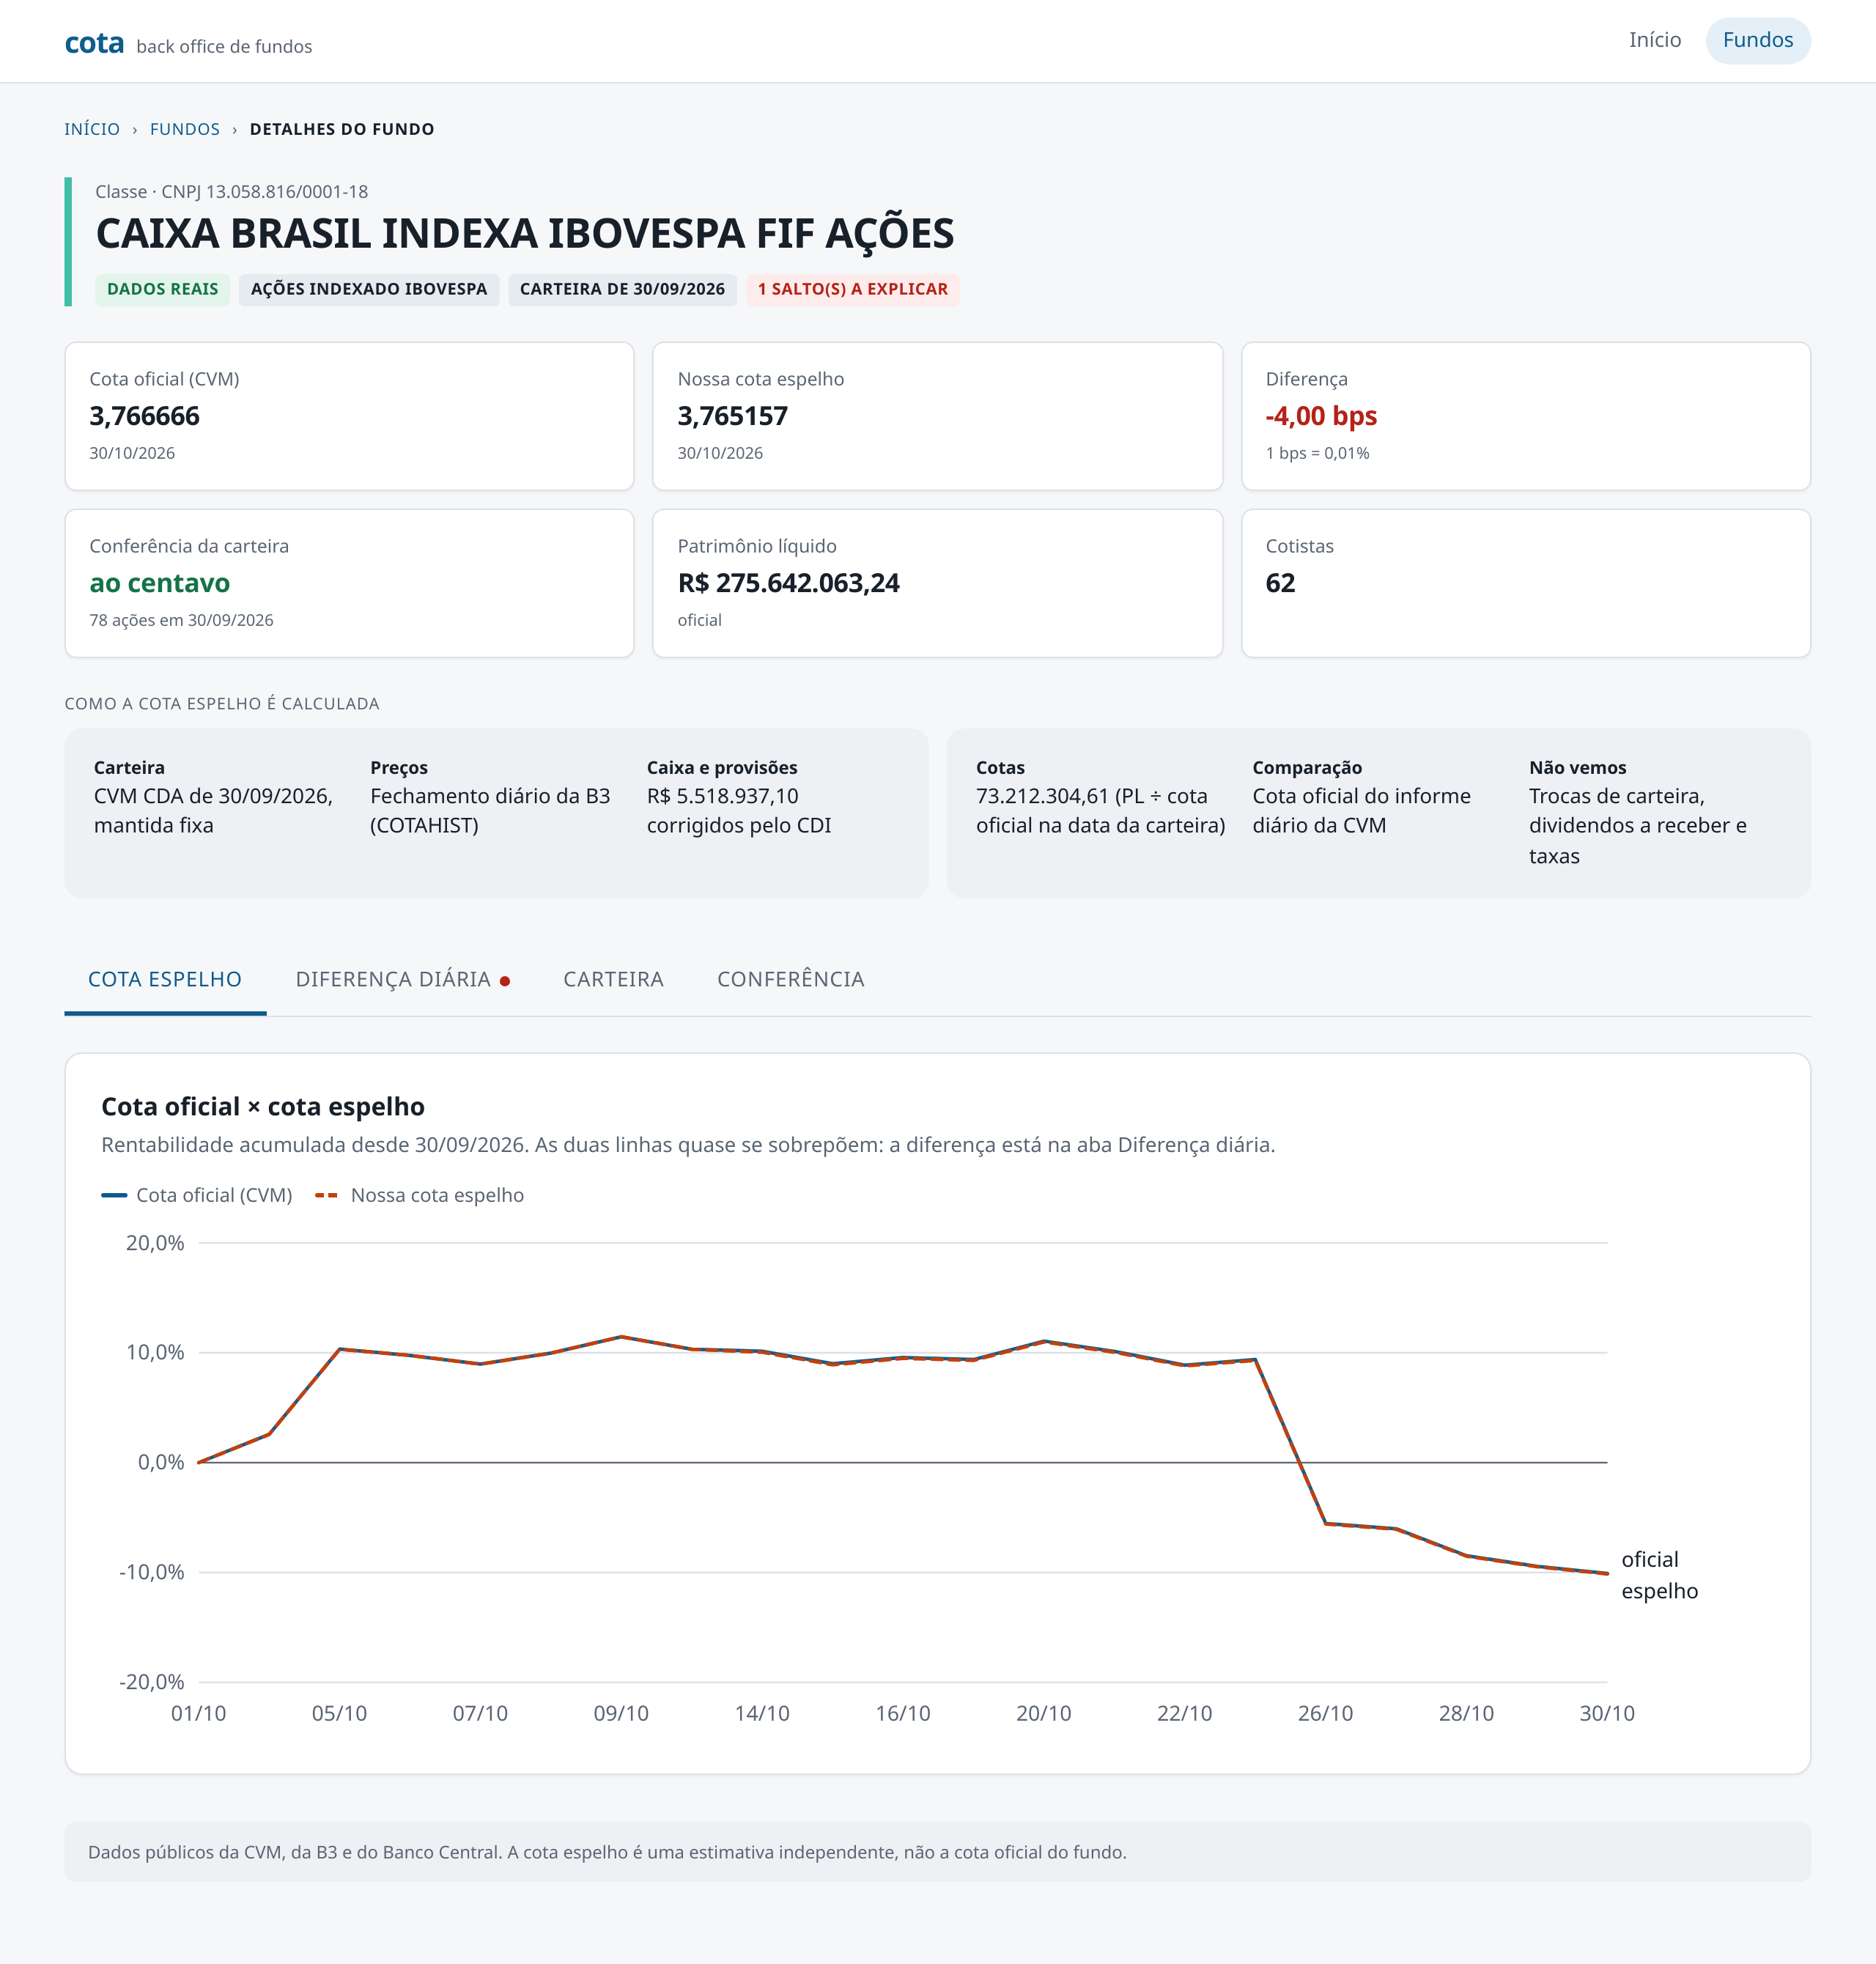 cota back office de fundos
Início
Fundos
INÍCIO › FUNDOS › DETALHES DO FUNDO
Classe · CNPJ 13.058.816/0001-18
CAIXA BRASIL INDEXA IBOVESPA FIF AÇÕES
DADOS REAIS
AÇÕES INDEXADO IBOVESPA
CARTEIRA DE 30/09/2026
1 SALTO(S) A EXPLICAR
Cota oficial (CVM)
3,766666
30/10/2026
Nossa cota espelho
3,765157
30/10/2026
Diferença
-4,00 bps
1 bps = 0,01%
Conferência da carteira
ao centavo
78 ações em 30/09/2026
Patrimônio líquido
R$ 275.642.063,24
oficial
Cotistas
62
COMO A COTA ESPELHO É CALCULADA
Carteira
CVM CDA de 30/09/2026,
mantida fixa
Preços
Fechamento diário da B3
(COTAHIST)
Caixa e provisões
R$ 5.518.937,10
corrigidos pelo CDI
Cotas
73.212.304,61 (PL ÷ cota
oficial na data da carteira)
Comparação
Cota oficial do informe
diário da CVM
Não vemos
Trocas de carteira,
dividendos a receber e
taxas
COTA ESPELHO
DIFERENÇA DIÁRIA
CARTEIRA
CONFERÊNCIA
Cota oficial × cota espelho
Rentabilidade acumulada desde 30/09/2026. As duas linhas quase se sobrepõem: a diferença está na aba Diferença diária.
Cota oficial (CVM)
Nossa cota espelho
20,0%
10,0%
0,0%
-10,0%
-20,0%
oficial
espelho
01/10
05/10
07/10
09/10
14/10
16/10
20/10
22/10
26/10
28/10
30/10
Dados públicos da CVM, da B3 e do Banco Central. A cota espelho é uma estimativa independente, não a cota oficial do fundo.